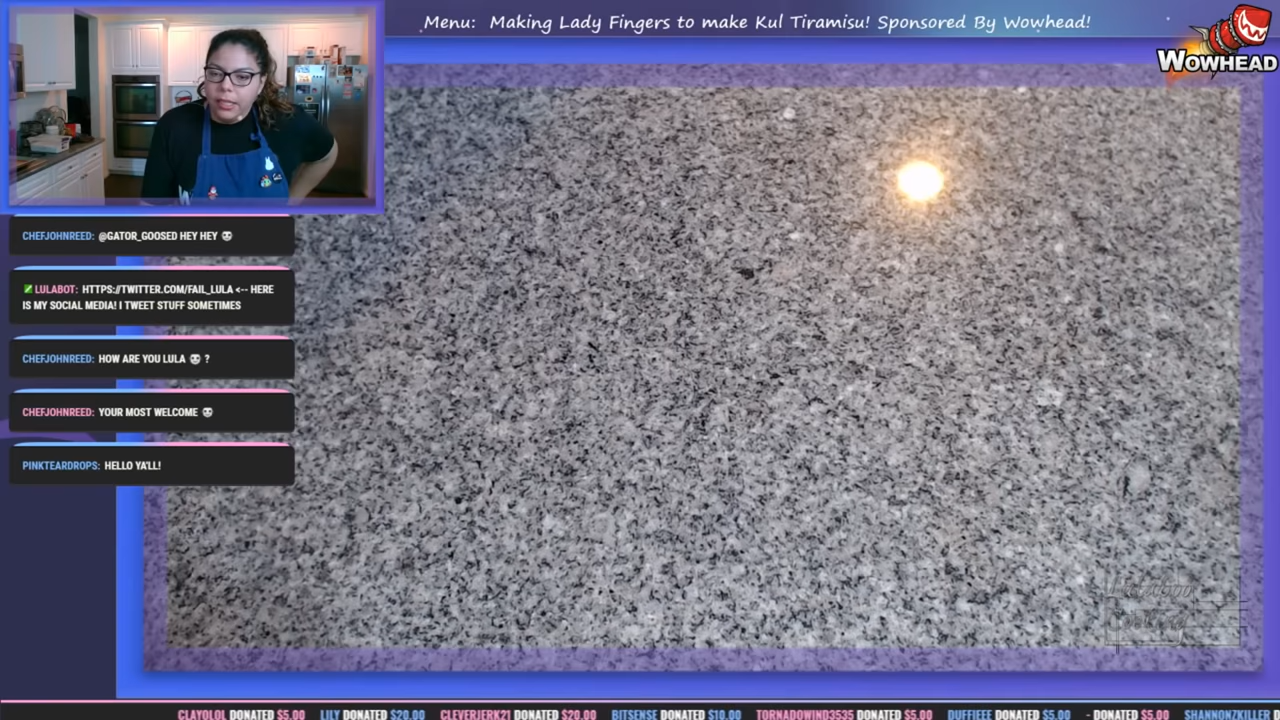 Menu: Making Lady Fingers to make Kul Tiramisu! Sponsored By Wowhead!
WOWHEAD
CHEFJOHNREED: @GATOR_GOOSED HEY HEY
LULABOT: HTTPS://TWITTER.COM/FAIL_LULA <-- HERE
IS MY SOCIAL MEDIA! I TWEET STUFF SOMETIMES
CHEFJOHNREED: HOW ARE YOU LULA ?
CHEFJOHNREED: YOUR MOST WELCOME
PINKTEARDROPS: HELLO YA'LL!
CLAYOLOL DONATED $5.00 LILY DONATED $20.00 CLEVERJERK21 DONATED $20.00 BITSENSE DONATED $10.00 TORNADOWIND3535 DONATED $5.00 DUFFIEEE DONATED $5.00 - DONATED $5.00 SHANNONZKILLER D